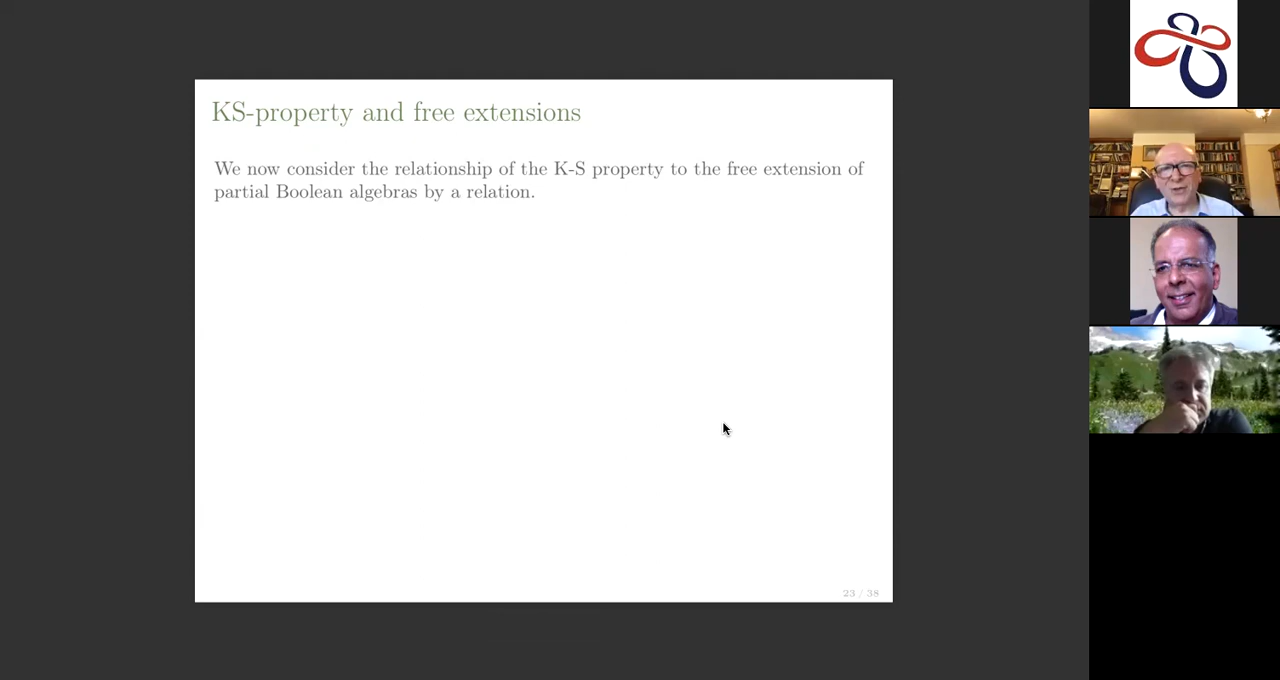 KS-property and free extensions
We now consider the relationship of the K-S property to the free extension of
partial Boolean algebras by a relation.
23 / 38